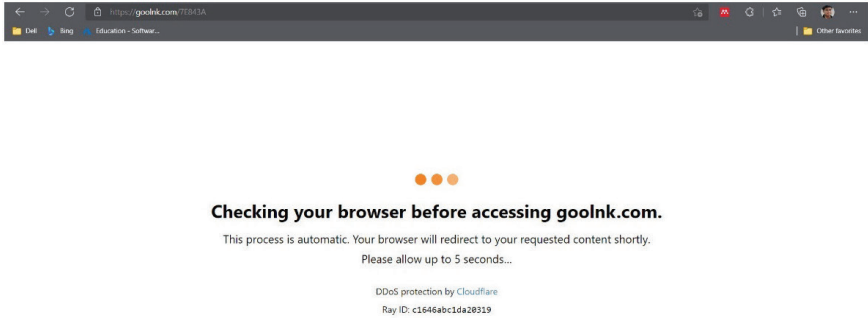 https://goolnk.com/7E843A
Dell Bing Education - Softwar... Other favorites
Checking your browser before accessing goolnk.com.
This process is automatic. Your browser will redirect to your requested content shortly.
Please allow up to 5 seconds...
DDoS protection by Cloudflare
Ray ID: c1646abc1da20319